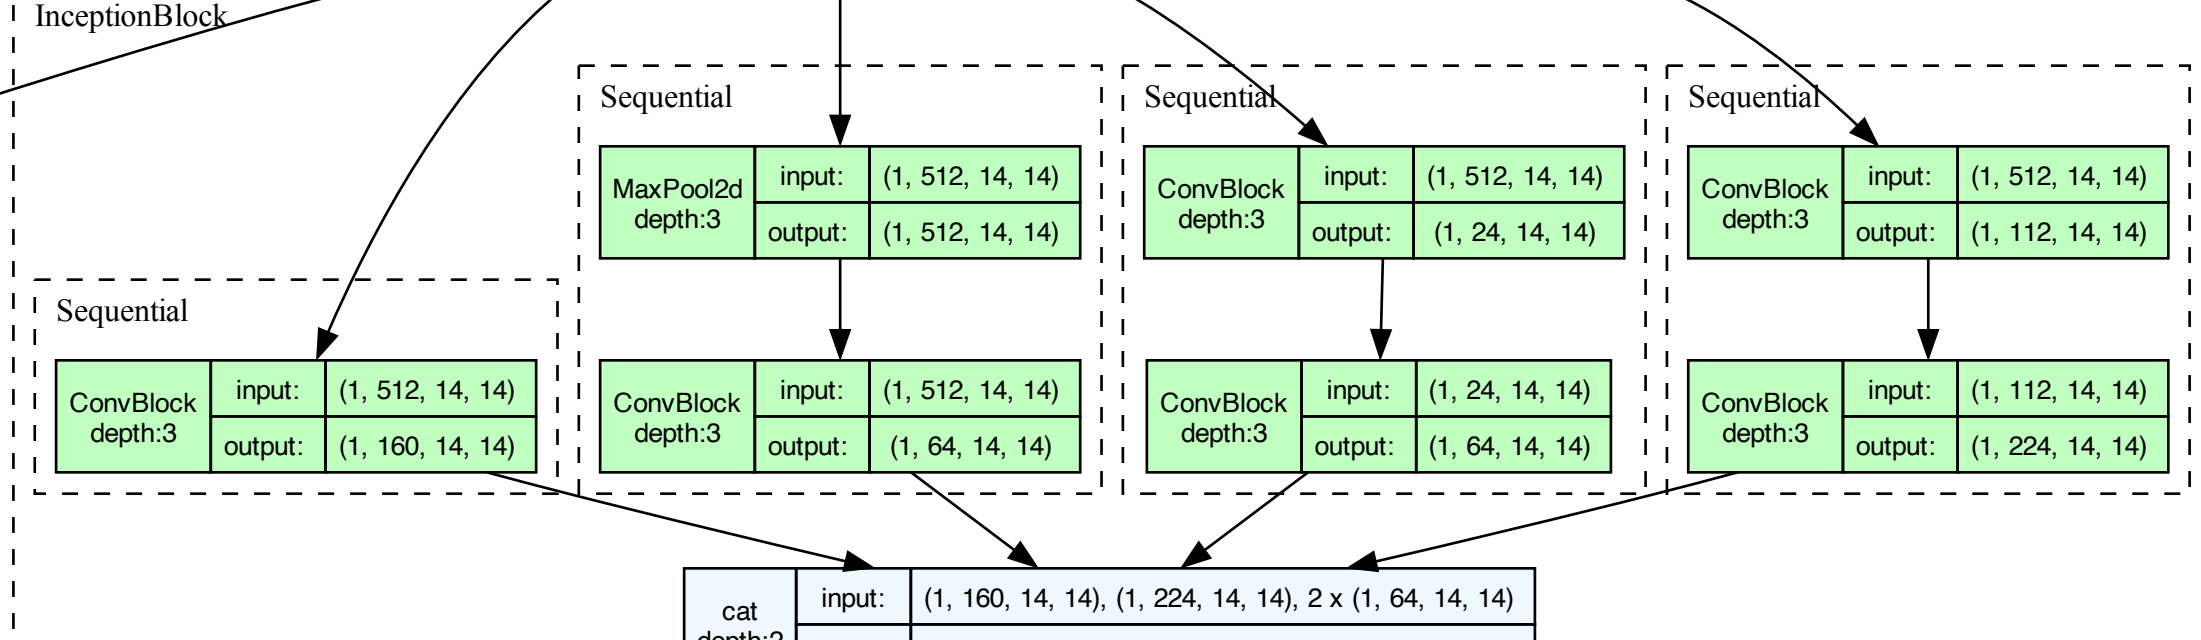 InceptionBlock
Sequential
MaxPool2d
depth:3
input: (1, 512, 14, 14)
output: (1, 512, 14, 14)
Sequential
ConvBlock
depth:3
input: (1, 512, 14, 14)
output: (1, 24, 14, 14)
Sequential
ConvBlock
depth:3
input: (1, 512, 14, 14)
output: (1, 112, 14, 14)
Sequential
ConvBlock
depth:3
input: (1, 512, 14, 14)
output: (1, 160, 14, 14)
ConvBlock
depth:3
input: (1, 512, 14, 14)
output: (1, 64, 14, 14)
ConvBlock
depth:3
input: (1, 24, 14, 14)
output: (1, 64, 14, 14)
ConvBlock
depth:3
input: (1, 112, 14, 14)
output: (1, 224, 14, 14)
cat
depth:2
input: (1, 160, 14, 14), (1, 224, 14, 14), 2 x (1, 64, 14, 14)